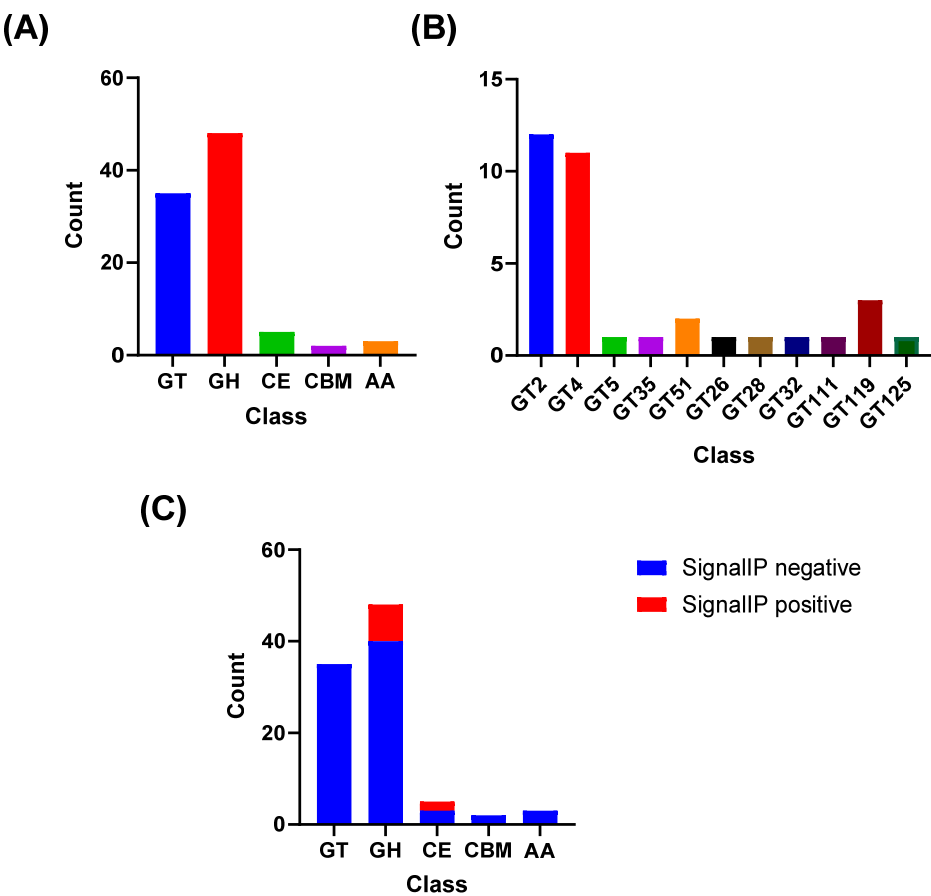 (A)
60
40
20
0
Count
GT GH CE CBM AA
Class
(B)
15
10
5
0
Count
GT2 GT4 GT5 GT35 GT51 GT26 GT28 GT32 GT111 GT119 GT125
Class
(C)
60
40
20
0
Count
GT GH CE CBM AA
Class
SignalIP negative
SignalIP positive